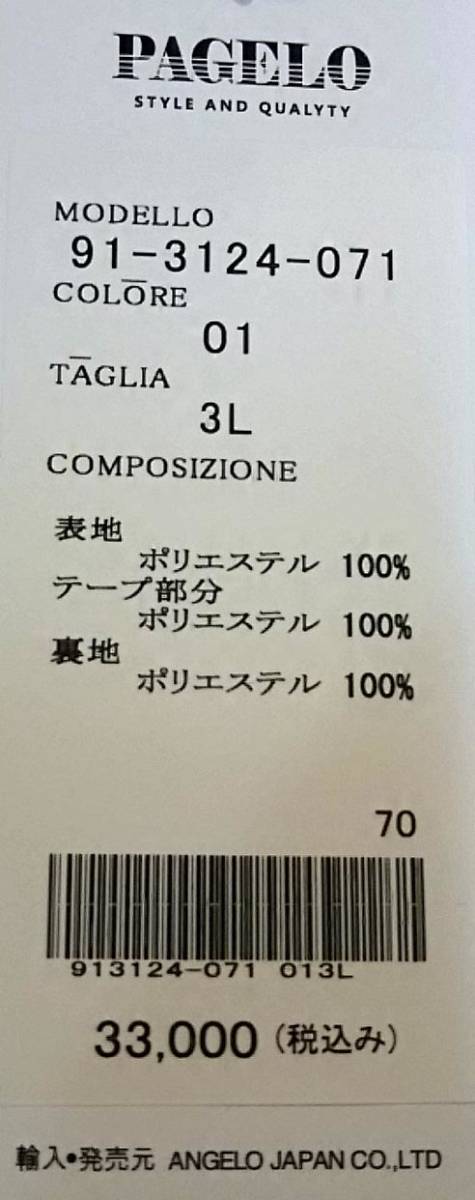 PAGELO
STYLE AND QUALYTY
MODELLO
91-3124-071
COLORE
01
TAGLIA
3L
COMPOSIZIONE
表地
ポリエステル 100%
テープ部分
ポリエステル 100%
裏地
ポリエステル 100%
70
913124-071 013L
33,000 (税込み)
輸入•発売元 ANGELO JAPAN CO.,LTD